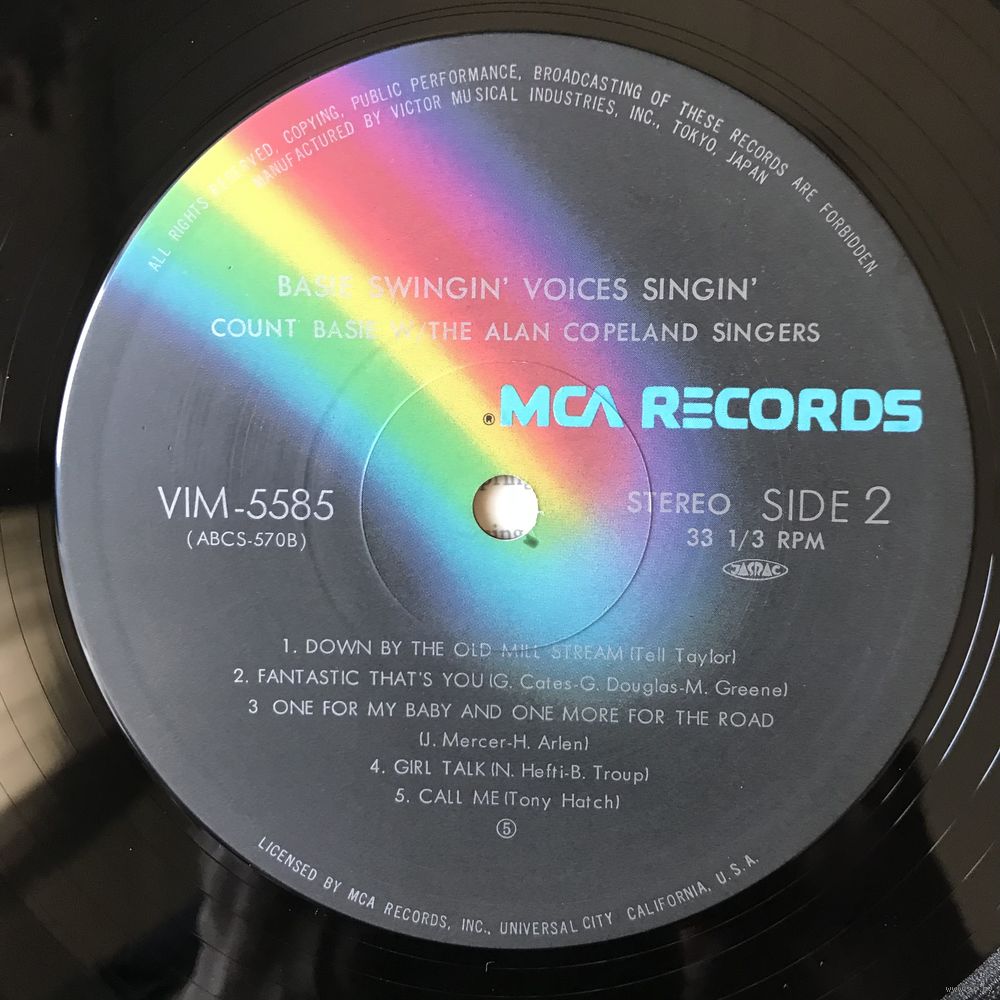 ALL RIGHTS RESERVED, COPYING, PUBLIC PERFORMANCE, BROADCASTING OF THESE RECORDS ARE FORBIDDEN.
MANUFACTURED BY VICTOR MUSICAL INDUSTRIES, INC., TOKYO, JAPAN
BASIE SWINGIN' VOICES SINGIN'
COUNT BASIE W/THE ALAN COPELAND SINGERS
® MCA RECORDS
VIM-5585
(ABCS-570B)
STEREO SIDE 2
33 1/3 RPM
JASRAC
1. DOWN BY THE OLD MILL STREAM (Tell Taylor)
2. FANTASTIC THAT'S YOU (G. Cates-G. Douglas-M. Greene)
3 ONE FOR MY BABY AND ONE MORE FOR THE ROAD
(J. Mercer-H. Arlen)
4. GIRL TALK (N. Hefti-B. Troup)
5. CALL ME (Tony Hatch)
⑤
LICENSED BY MCA RECORDS, INC., UNIVERSAL CITY CALIFORNIA, U.S.A.